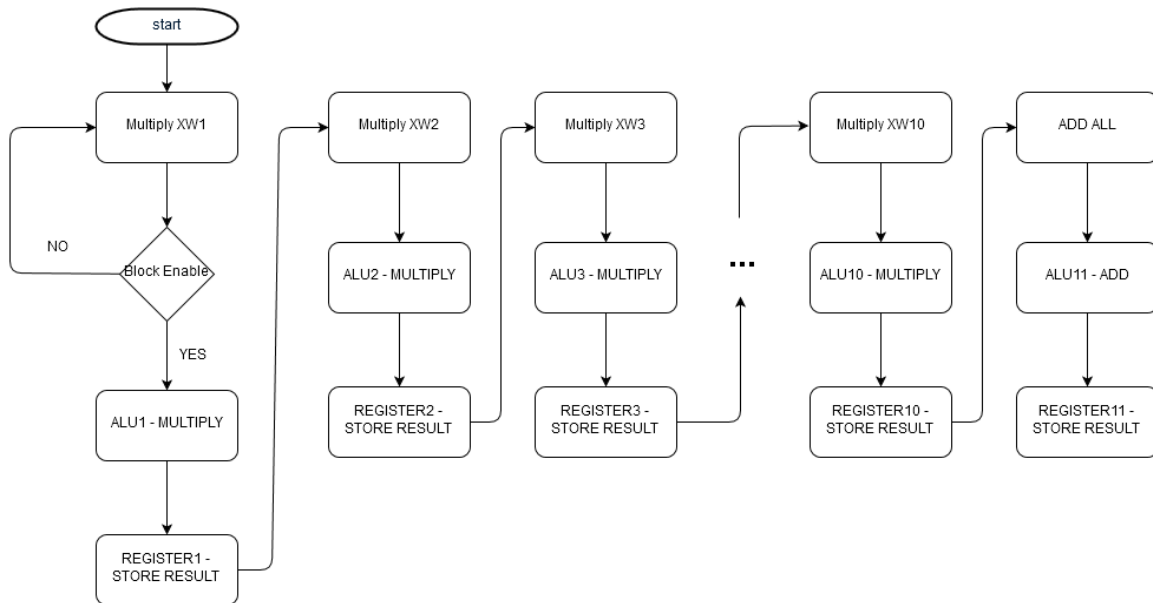 start
Multiply XW1
Block Enable
NO
YES
ALU1 - MULTIPLY
REGISTER1 -
STORE RESULT
Multiply XW2
ALU2 - MULTIPLY
REGISTER2 -
STORE RESULT
Multiply XW3
ALU3 - MULTIPLY
REGISTER3 -
STORE RESULT
...
Multiply XW10
ALU10 - MULTIPLY
REGISTER10 -
STORE RESULT
ADD ALL
ALU11 - ADD
REGISTER11 -
STORE RESULT